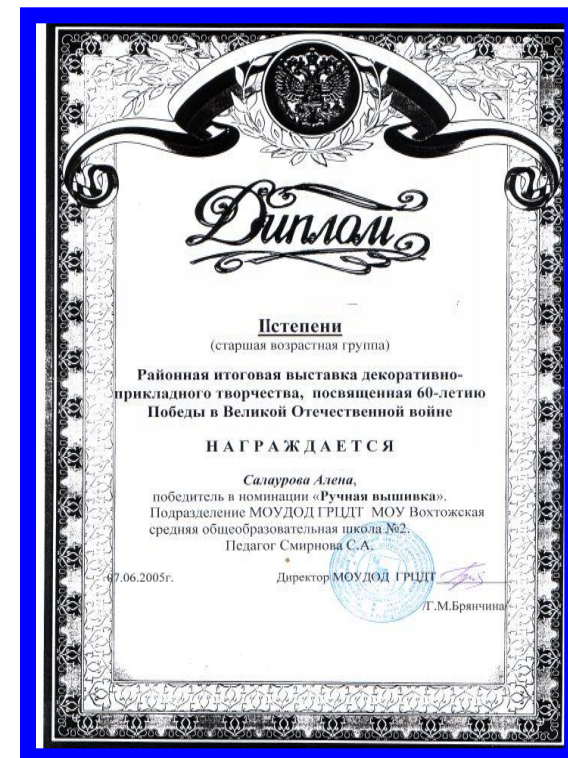 Диплом
IIстепени
(старшая возрастная группа)
Районная итоговая выставка декоративно-
прикладного творчества, посвященная 60-летию
Победы в Великой Отечественной войне
НАГРАЖДАЕТСЯ
Салаурова Алена,
победитель в номинации «Ручная вышивка».
Подразделение МОУДОД ГРЦДТ МОУ Вохтожская
средняя общеобразовательная школа №2.
Педагог Смирнова С.А.
07.06.2005г. Директор МОУДОД ГРЦДТ
/Г.М.Брянчина/